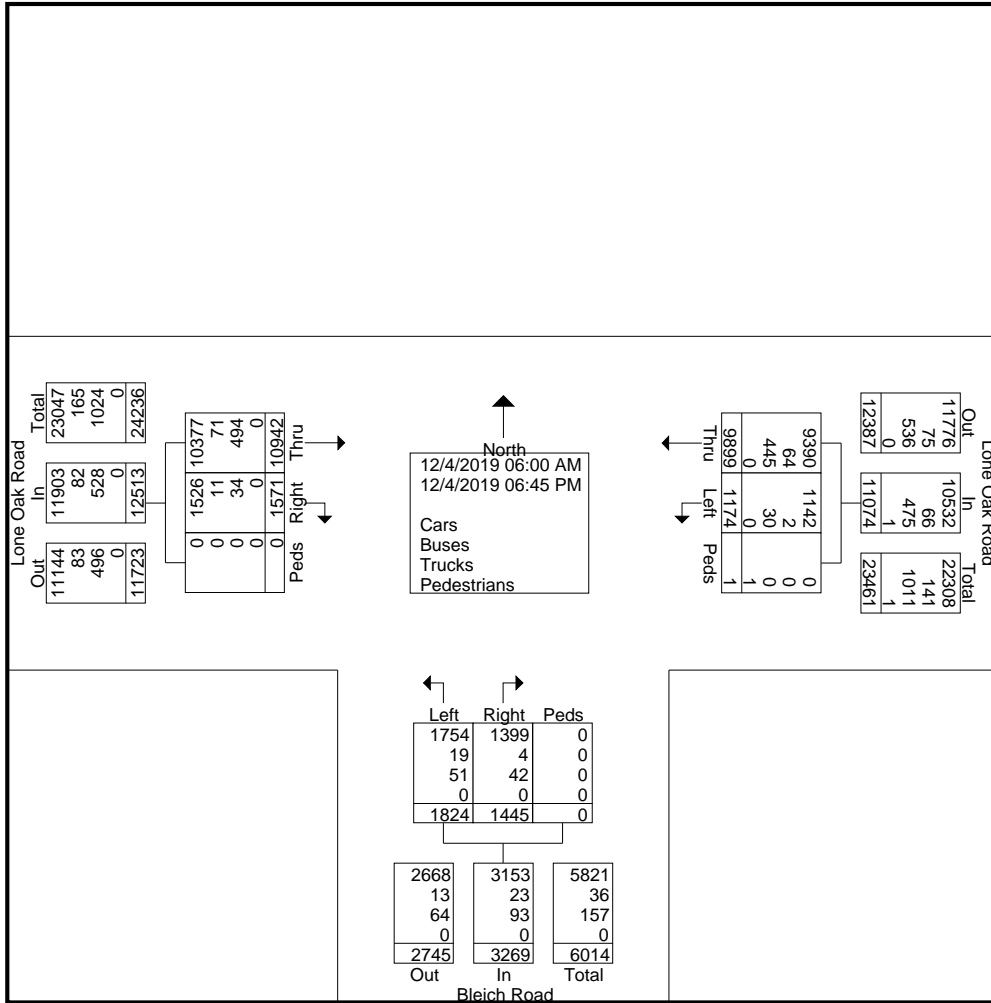 Lone Oak Road
Total
23047
165
1024
0
24236
In
11903
82
528
0
12513
Out
11144
83
496
0
11723
Thru
10377
71
494
0
10942
Right
1526
11
34
0
1571
Peds
0
0
0
0
0
North
12/4/2019 06:00 AM
12/4/2019 06:45 PM
Cars
Buses
Trucks
Pedestrians
Thru
9390
64
445
0
9899
Left
1142
2
30
0
1174
Peds
0
0
0
1
1
Lone Oak Road
Out
11776
75
536
0
12387
In
10532
66
475
1
11074
Total
22308
141
1011
1
23461
Left Right Peds
1754 1399 0
19 4 0
51 42 0
0 0 0
1824 1445 0
2668 3153 5821
13 23 36
64 93 157
0 0 0
2745 3269 6014
Out In Total
Bleich Road